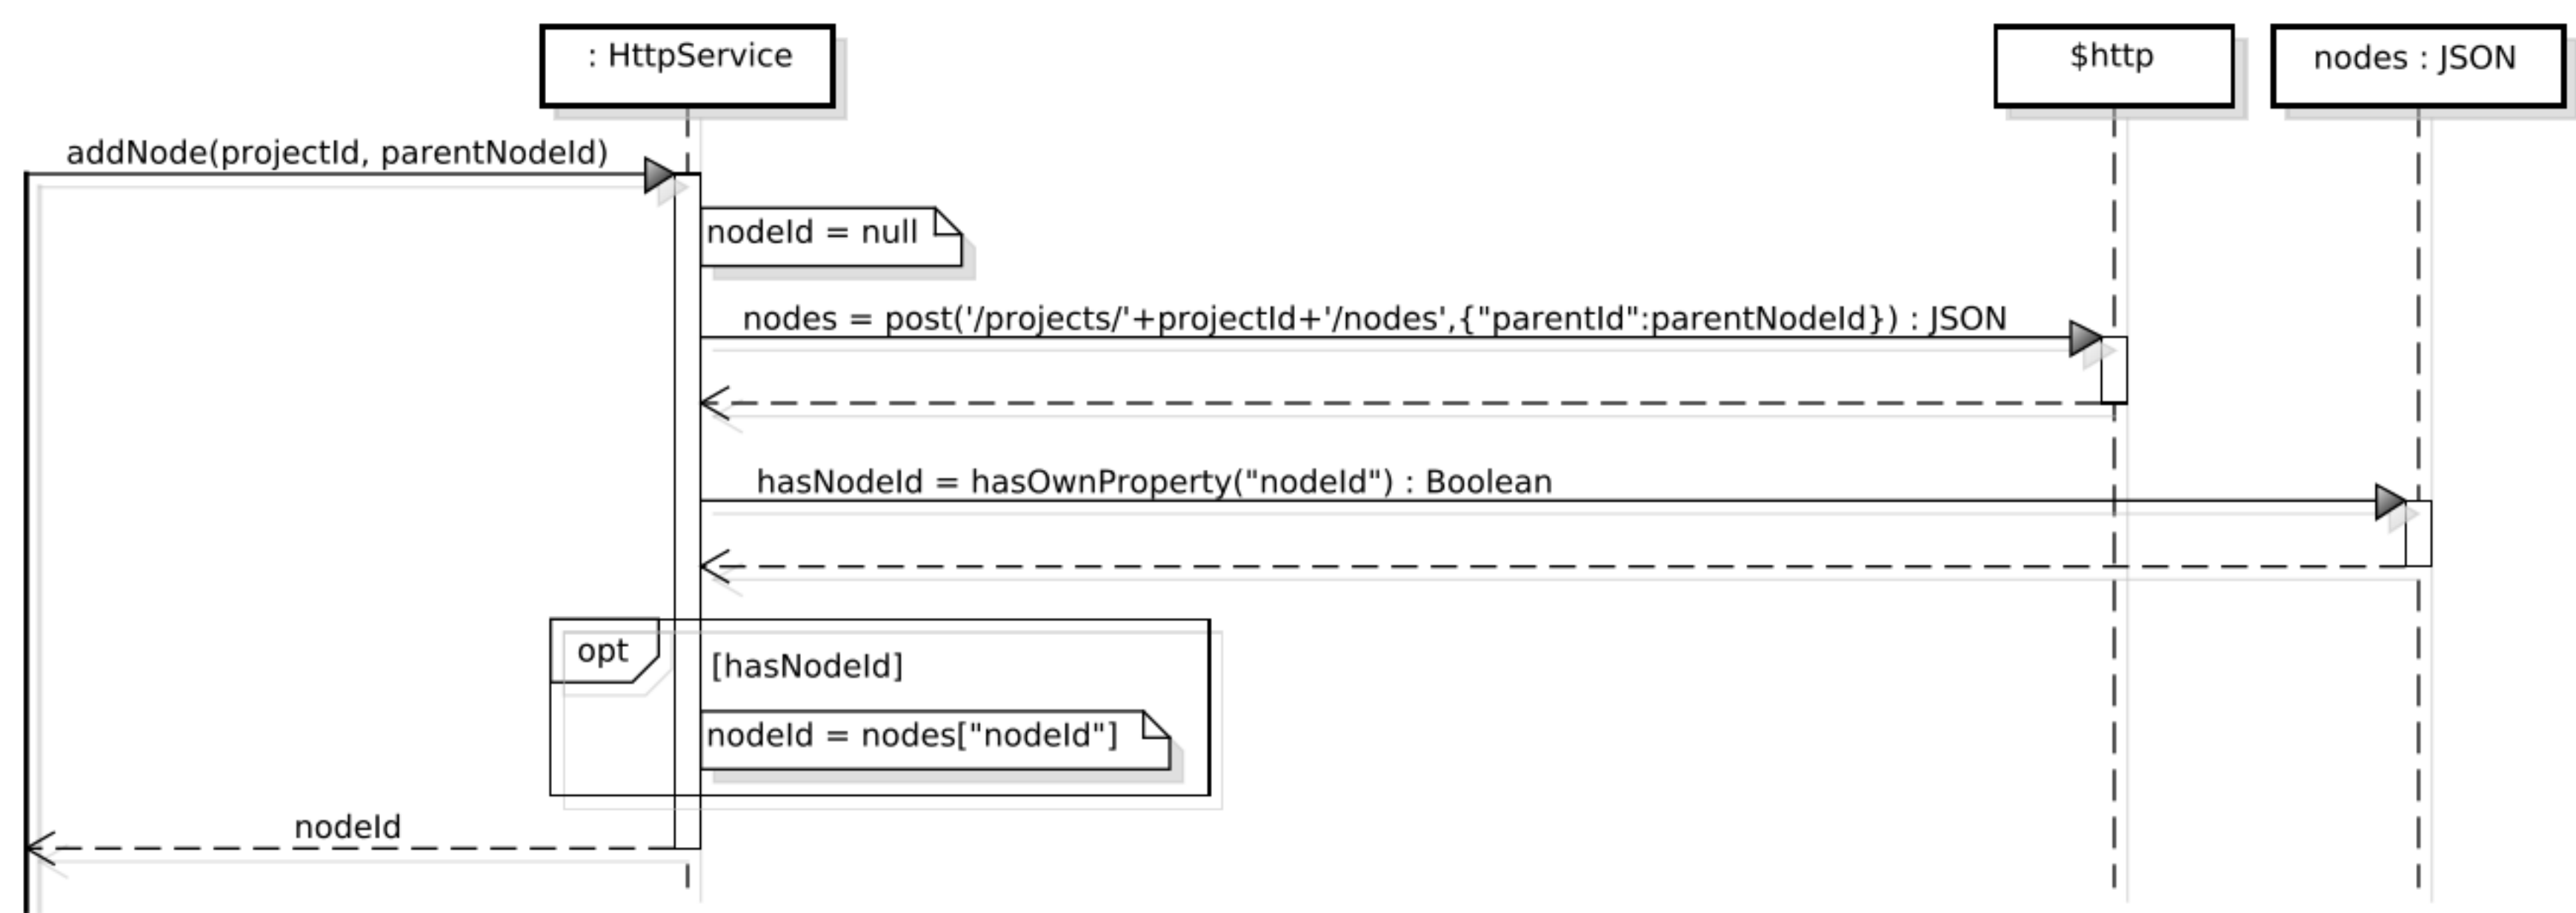 : HttpService
$http
nodes : JSON
addNode(projectId, parentNodeId)
nodeId = null
nodes = post('/projects/'+projectId+'/nodes',{"parentId":parentNodeId}) : JSON
hasNodeId = hasOwnProperty("nodeId") : Boolean
opt
[hasNodeId]
nodeId = nodes["nodeId"]
nodeId